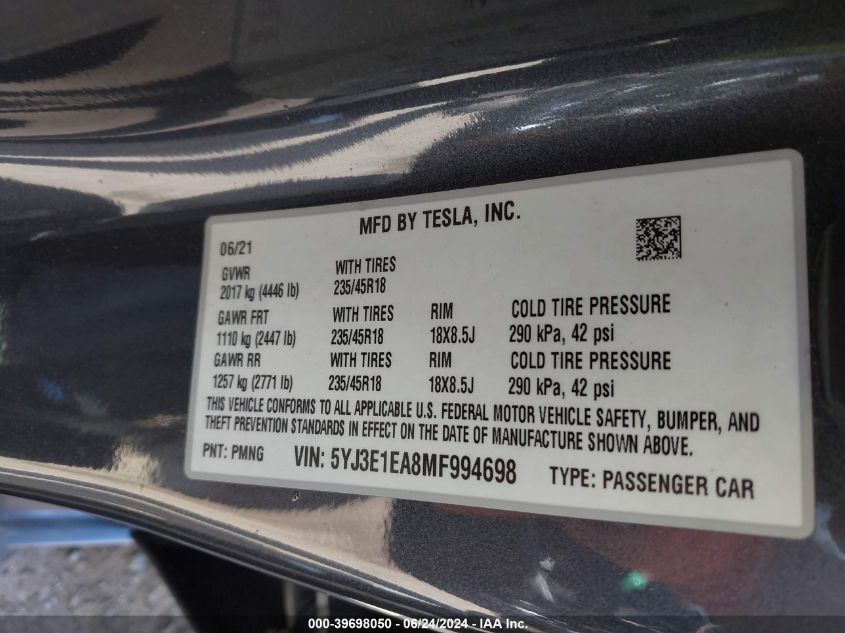 MFD BY TESLA, INC.
06/21
GVWR WITH TIRES
2017 kg (4446 lb) 235/45R18
GAWR FRT WITH TIRES RIM COLD TIRE PRESSURE
1110 kg (2447 lb) 235/45R18 18X8.5J 290 kPa, 42 psi
GAWR RR WITH TIRES RIM COLD TIRE PRESSURE
1257 kg (2771 lb) 235/45R18 18X8.5J 290 kPa, 42 psi
THIS VEHICLE CONFORMS TO ALL APPLICABLE U.S. FEDERAL MOTOR VEHICLE SAFETY, BUMPER, AND
THEFT PREVENTION STANDARDS IN EFFECT ON THE DATE OF MANUFACTURE SHOWN ABOVE.
PNT: PMNG VIN: 5YJ3E1EA8MF994698 TYPE: PASSENGER CAR
000-39698050 - 06/24/2024 - IAA Inc.